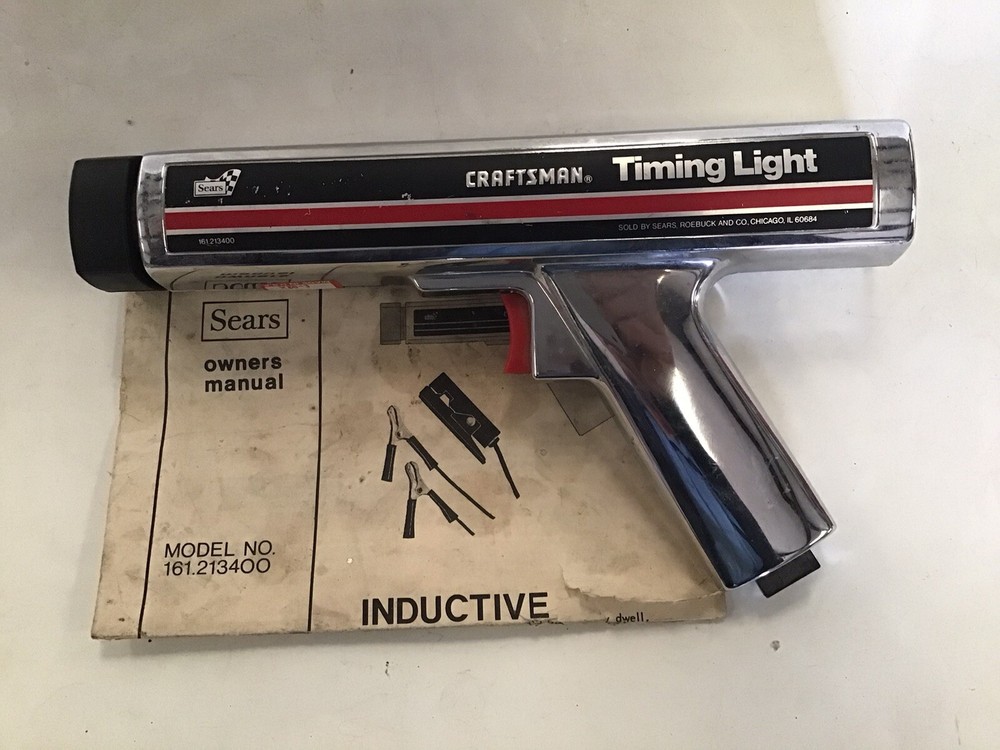 Sears
CRAFTSMAN® Timing Light
SOLD BY SEARS, ROEBUCK AND CO. CHICAGO, IL 60684
161.213400
Sears
owners
manual
MODEL NO.
161.213400
INDUCTIVE
dwell.